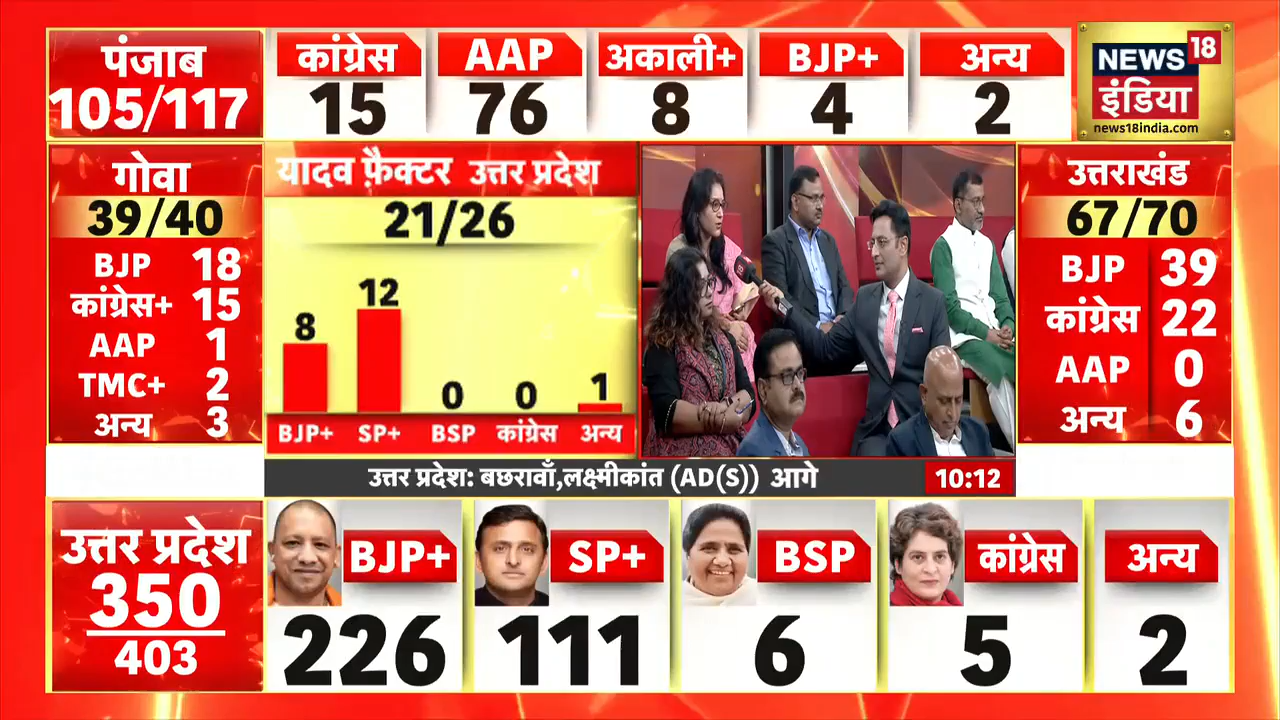 पंजाब
105/117
कांग्रेस
15
AAP
76
अकाली+
8
BJP+
4
अन्य
2
NEWS 18
इंडिया
news18india.com
गोवा
39/40
BJP 18
कांग्रेस+ 15
AAP 1
TMC+ 2
अन्य 3
यादव फ़ैक्टर उत्तर प्रदेश
21/26
8 12 0 0 1
BJP+ SP+ BSP कांग्रेस अन्य
उत्तराखंड
67/70
BJP 39
कांग्रेस 22
AAP 0
अन्य 6
उत्तर प्रदेश: बछरावाँ,लक्ष्मीकांत (AD(S)) आगे
10:12
उत्तर प्रदेश
350
403
BJP+
226
SP+
111
BSP
6
कांग्रेस
5
अन्य
2